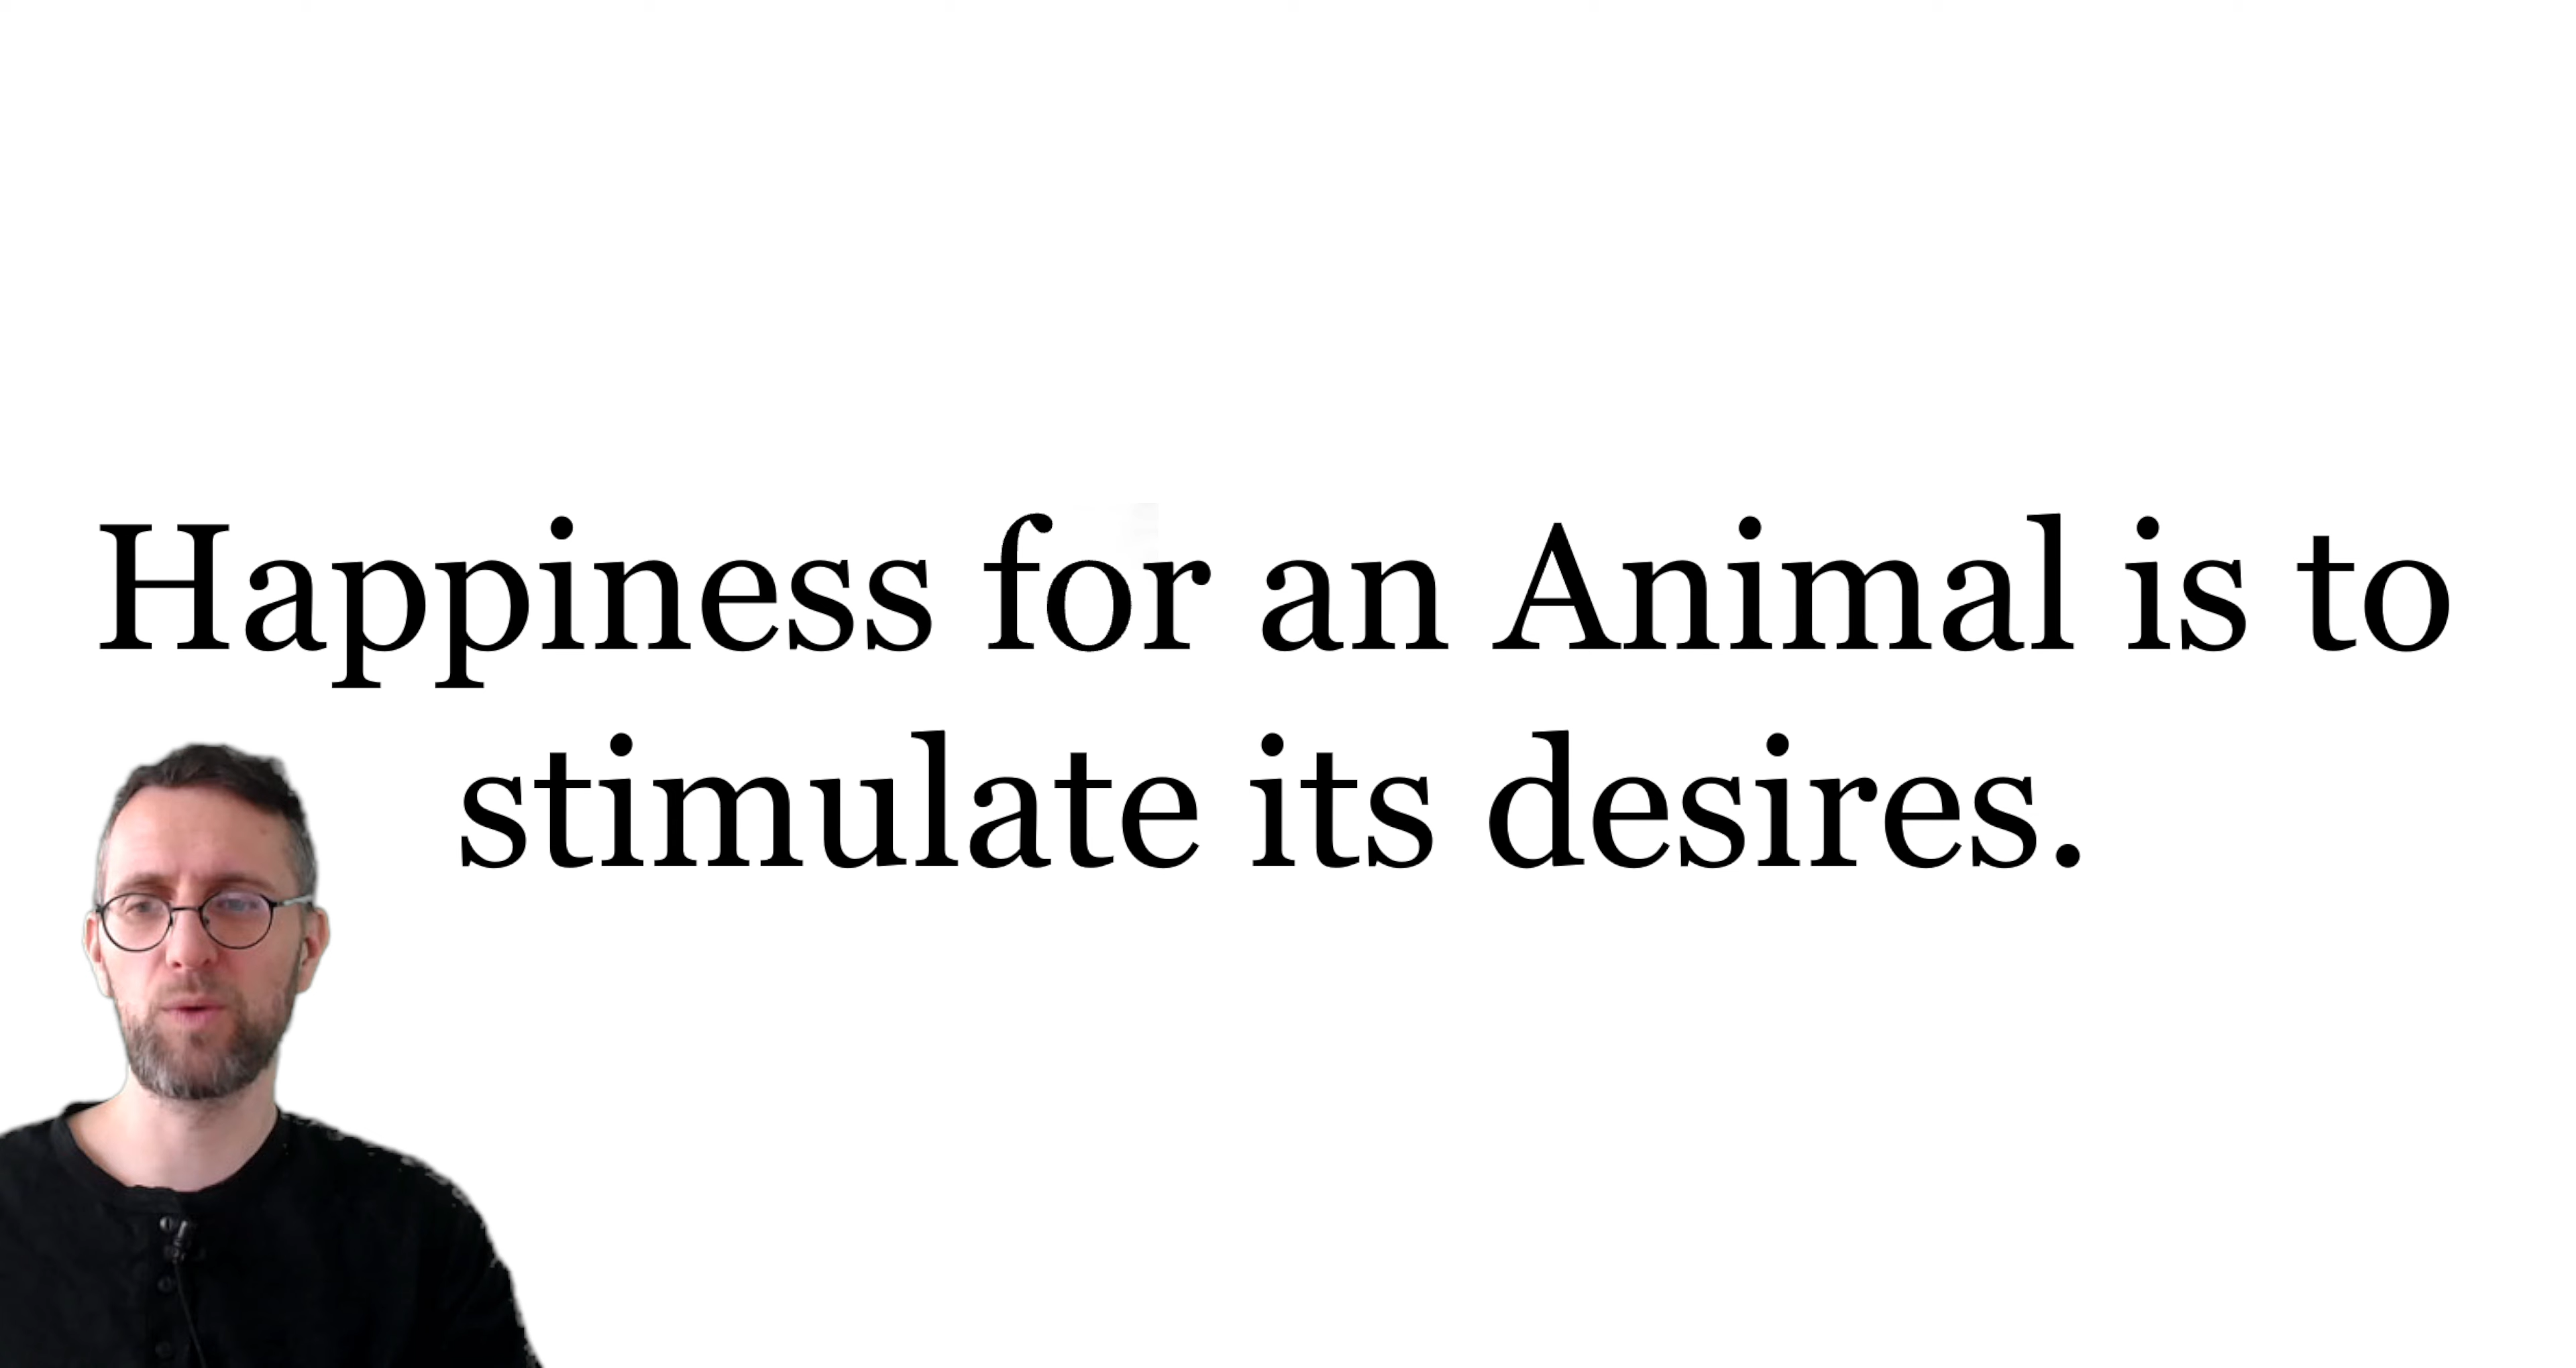 Happiness for an Animal is to
stimulate its desires.